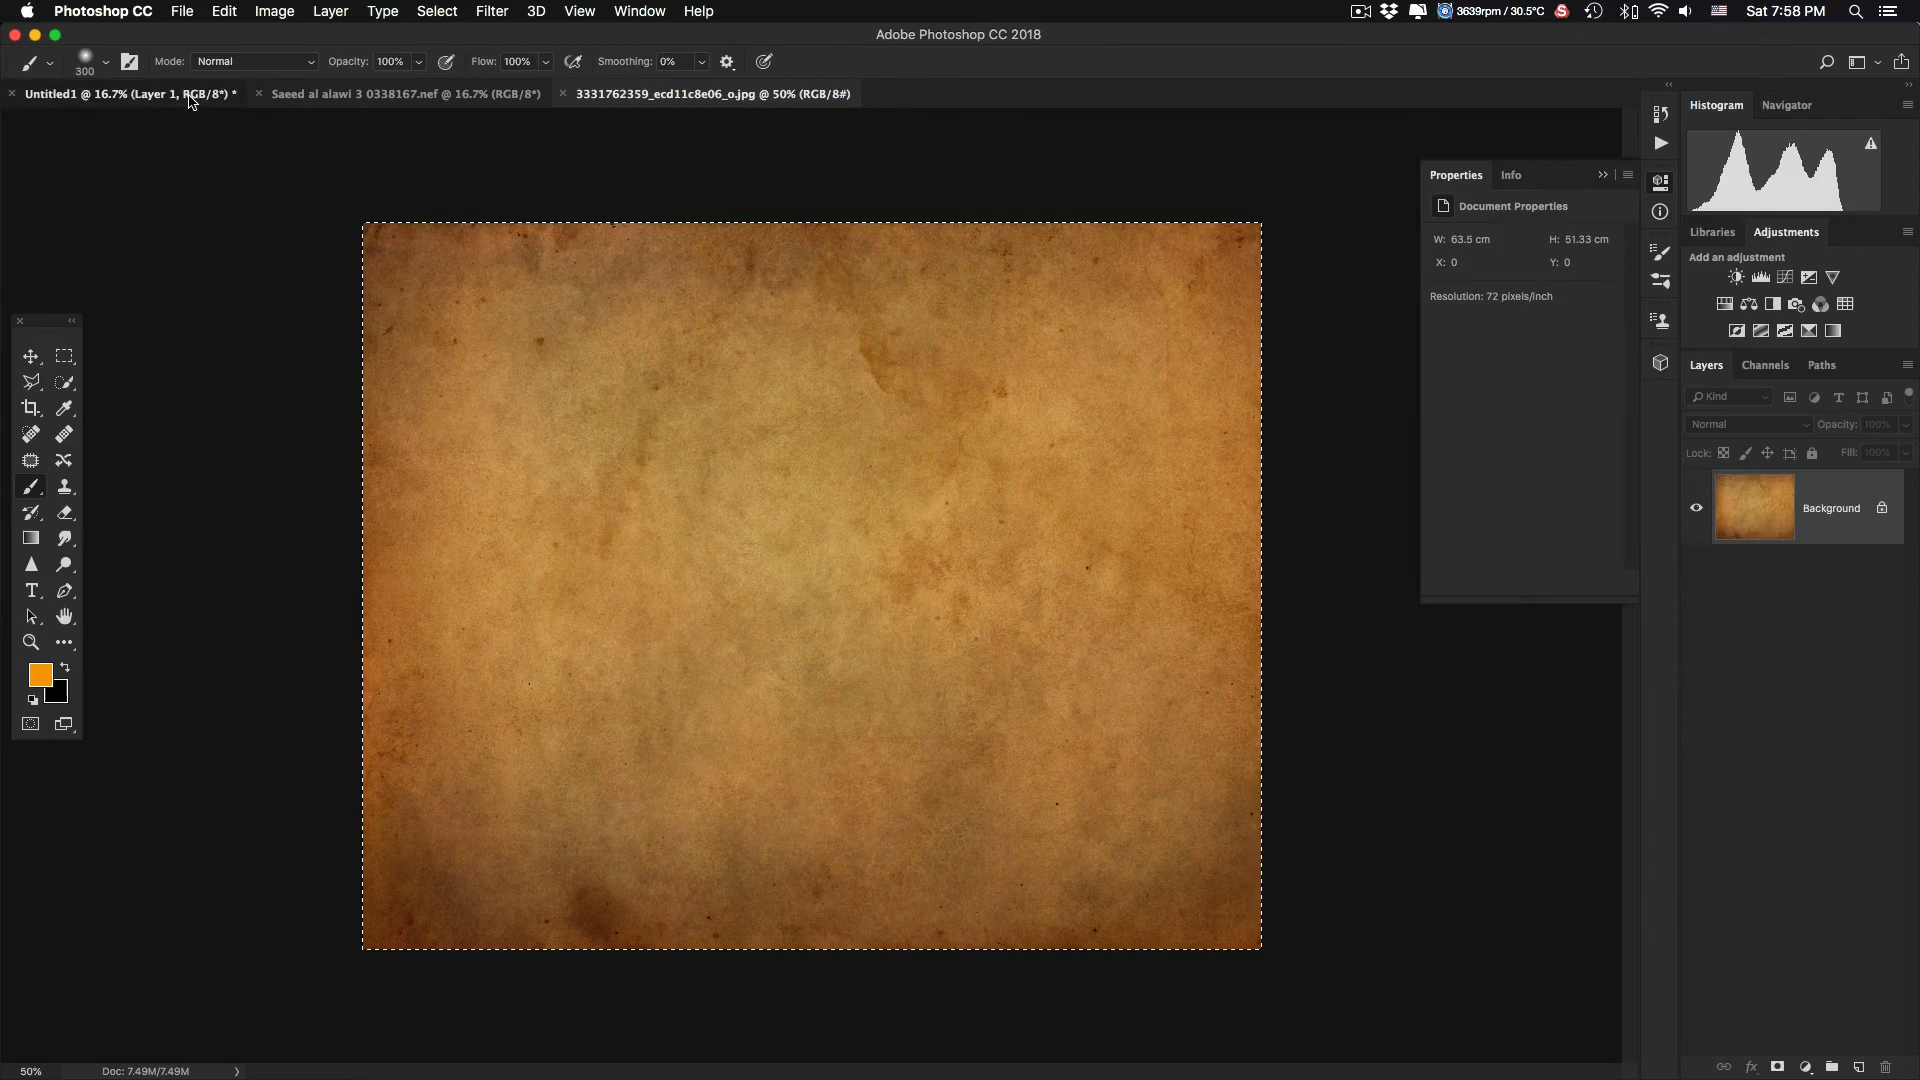 Photoshop CC File Edit Image Layer Type Select Filter 3D View Window Help 3639rpm / 30.5°C Sat 7:58 PM
Adobe Photoshop CC 2018
300 Mode: Normal Opacity: 100% Flow: 100% Smoothing: 0%
Untitled1 @ 16.7% (Layer 1, RGB/8*) * Saeed al alawi 3 0338167.nef @ 16.7% (RGB/8*) 3331762359_ecd11c8e06_o.jpg @ 50% (RGB/8#)
Histogram Navigator
Properties Info
Document Properties
W: 63.5 cm H: 51.33 cm
X: 0 Y: 0
Resolution: 72 pixels/inch
Libraries Adjustments
Add an adjustment
Layers Channels Paths
Kind
Normal Opacity: 100%
Lock: Fill: 100%
Background
50% Doc: 7.49M/7.49M